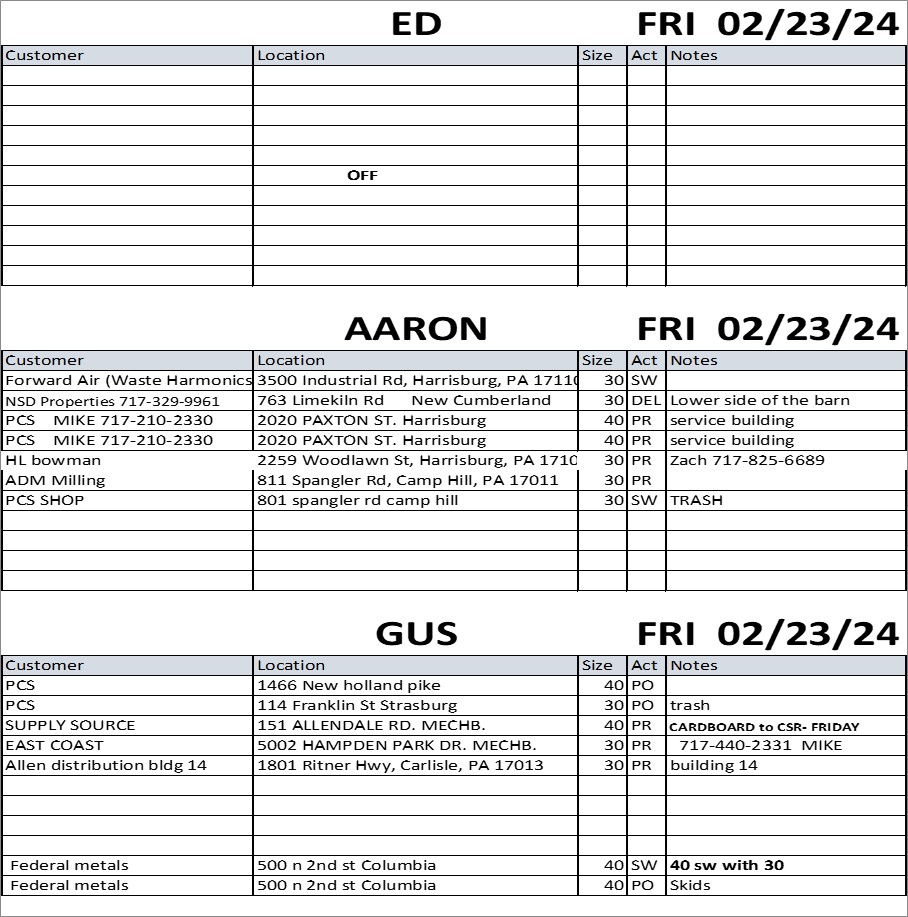 ED FRI 02/23/24
Customer Location Size Act Notes
OFF
AARON FRI 02/23/24
Customer Location Size Act Notes
Forward Air (Waste Harmonics 3500 Industrial Rd, Harrisburg, PA 17110 30 SW
NSD Properties 717-329-9961 763 Limekiln Rd New Cumberland 30 DEL Lower side of the barn
PCS MIKE 717-210-2330 2020 PAXTON ST. Harrisburg 40 PR service building
PCS MIKE 717-210-2330 2020 PAXTON ST. Harrisburg 40 PR service building
HL bowman 2259 Woodlawn St, Harrisburg, PA 1710 30 PR Zach 717-825-6689
ADM Milling 811 Spangler Rd, Camp Hill, PA 17011 30 PR
PCS SHOP 801 spangler rd camp hill 30 SW TRASH
GUS FRI 02/23/24
Customer Location Size Act Notes
PCS 1466 New holland pike 40 PO
PCS 114 Franklin St Strasburg 30 PO trash
SUPPLY SOURCE 151 ALLENDALE RD. MECHB. 40 PR CARDBOARD to CSR- FRIDAY
EAST COAST 5002 HAMPDEN PARK DR. MECHB. 30 PR 717-440-2331 MIKE
Allen distribution bldg 14 1801 Ritner Hwy, Carlisle, PA 17013 30 PR building 14
Federal metals 500 n 2nd st Columbia 40 SW 40 sw with 30
Federal metals 500 n 2nd st Columbia 40 PO Skids